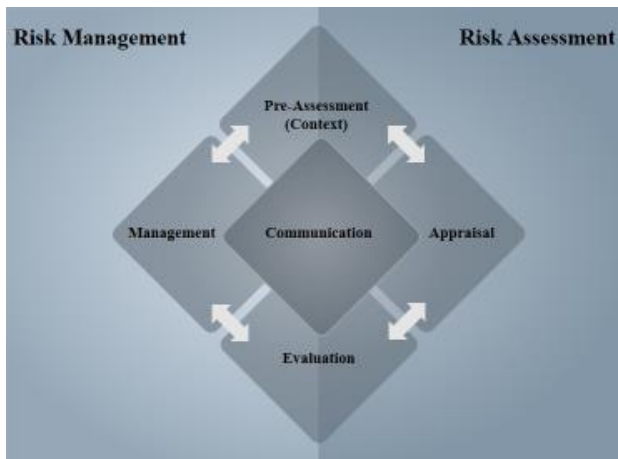 Risk Management
Risk Assessment
Pre-Assessment
(Context)
Management
Communication
Appraisal
Evaluation